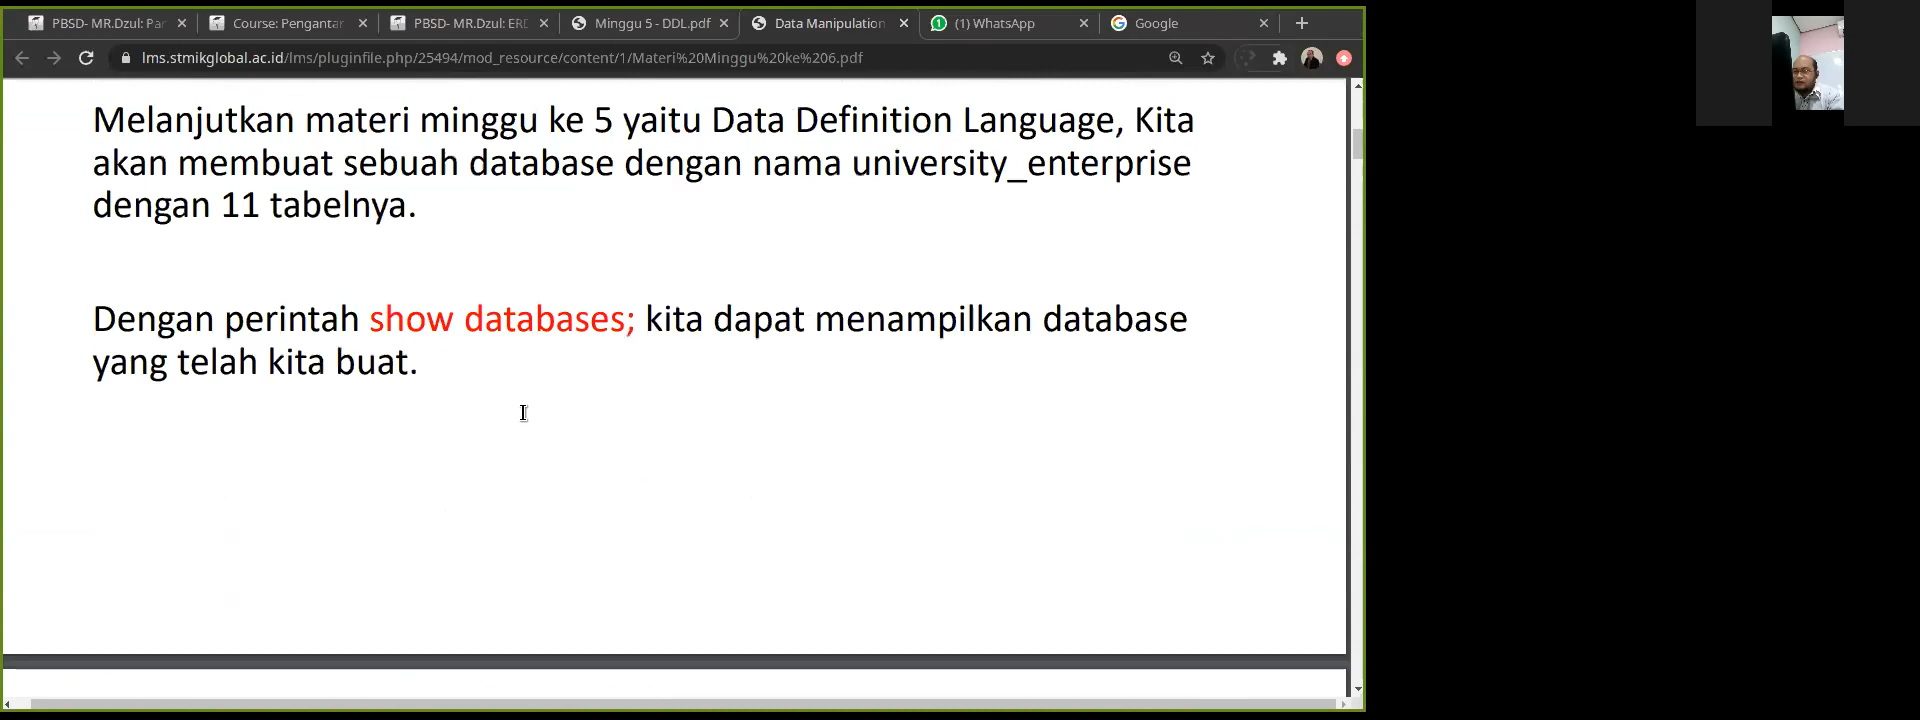 PBSD- MR.Dzul: Par
Course: Pengantar
PBSD- MR.Dzul: ERD
Minggu 5 - DDL.pdf
Data Manipulation
(1) WhatsApp
Google
lms.stmikglobal.ac.id/lms/pluginfile.php/25494/mod_resource/content/1/Materi%20Minggu%20ke%206.pdf
Melanjutkan materi minggu ke 5 yaitu Data Definition Language, Kita
akan membuat sebuah database dengan nama university_enterprise
dengan 11 tabelnya.
Dengan perintah show databases; kita dapat menampilkan database
yang telah kita buat.